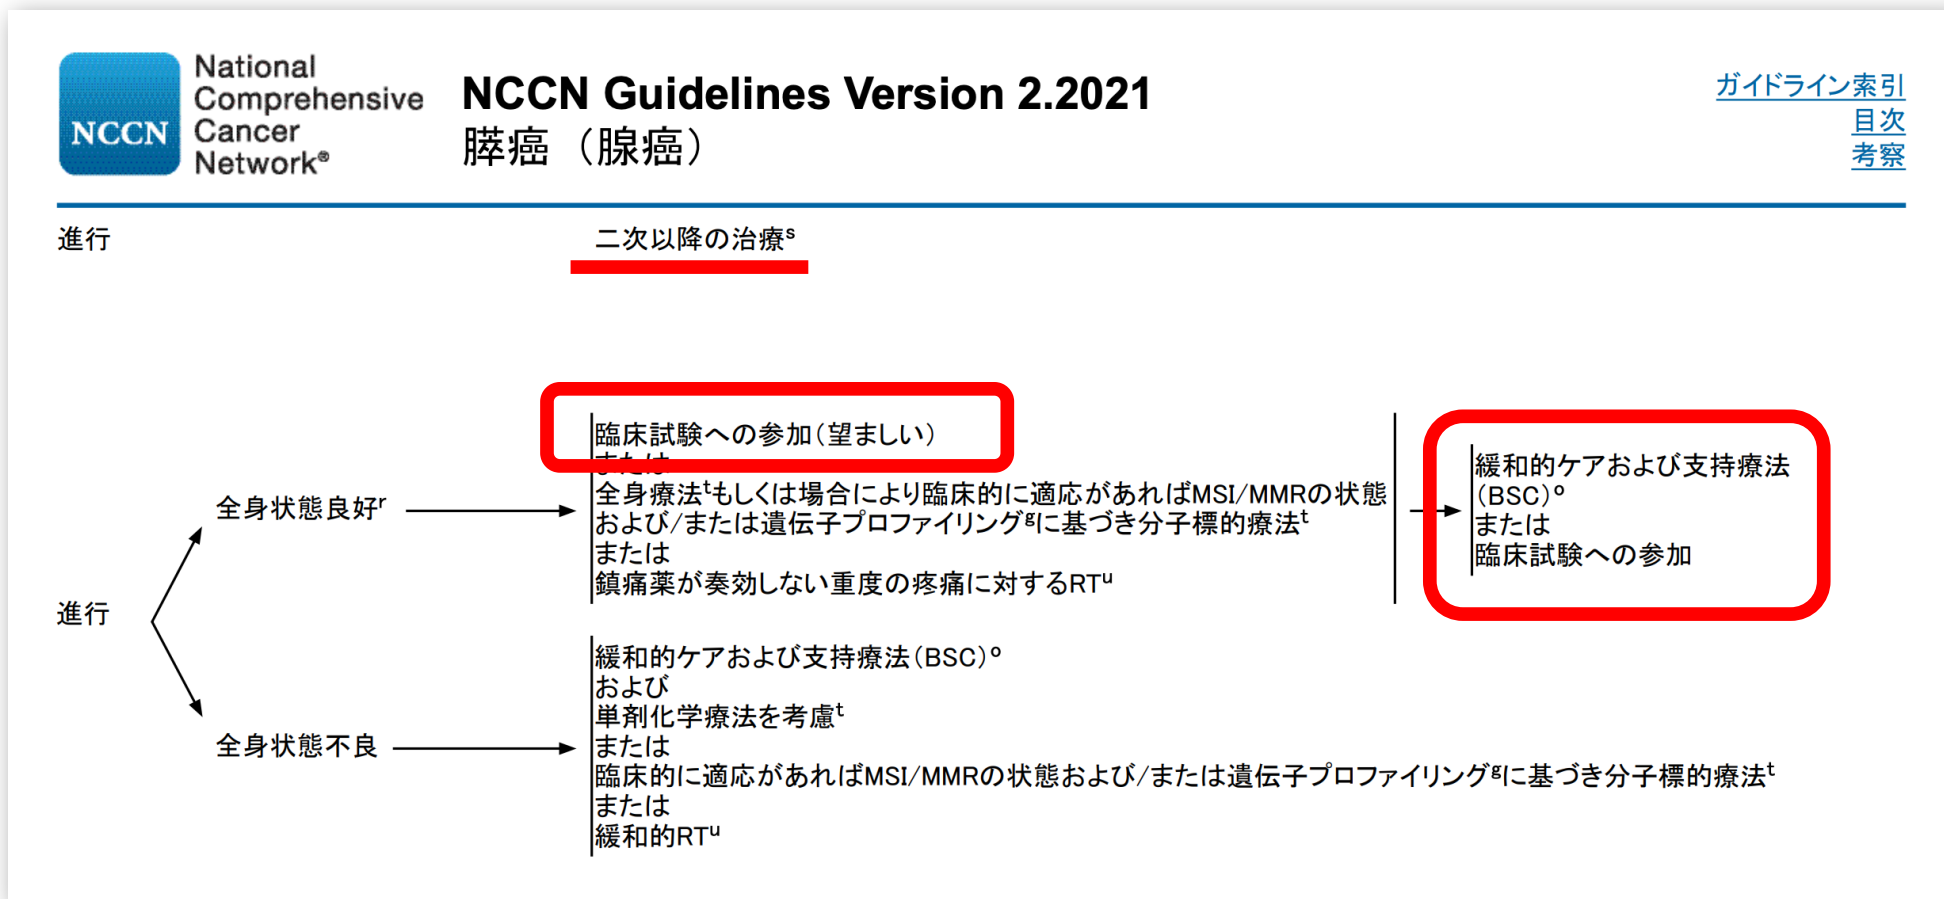 NCCN
National
Comprehensive
Cancer
Network®
NCCN Guidelines Version 2.2021
膵癌（腺癌）
ガイドライン索引
目次
考察
進行
二次以降の治療s
進行
全身状態良好r
臨床試験への参加（望ましい）
または
全身療法tもしくは場合により臨床的に適応があればMSI/MMRの状態
および/または遺伝子プロファイリングgに基づき分子標的療法t
または
鎮痛薬が奏効しない重度の疼痛に対するRTu
緩和的ケアおよび支持療法
（BSC）o
または
臨床試験への参加
全身状態不良
緩和的ケアおよび支持療法（BSC）o
および
単剤化学療法を考慮t
または
臨床的に適応があればMSI/MMRの状態および/または遺伝子プロファイリングgに基づき分子標的療法t
または
緩和的RTu